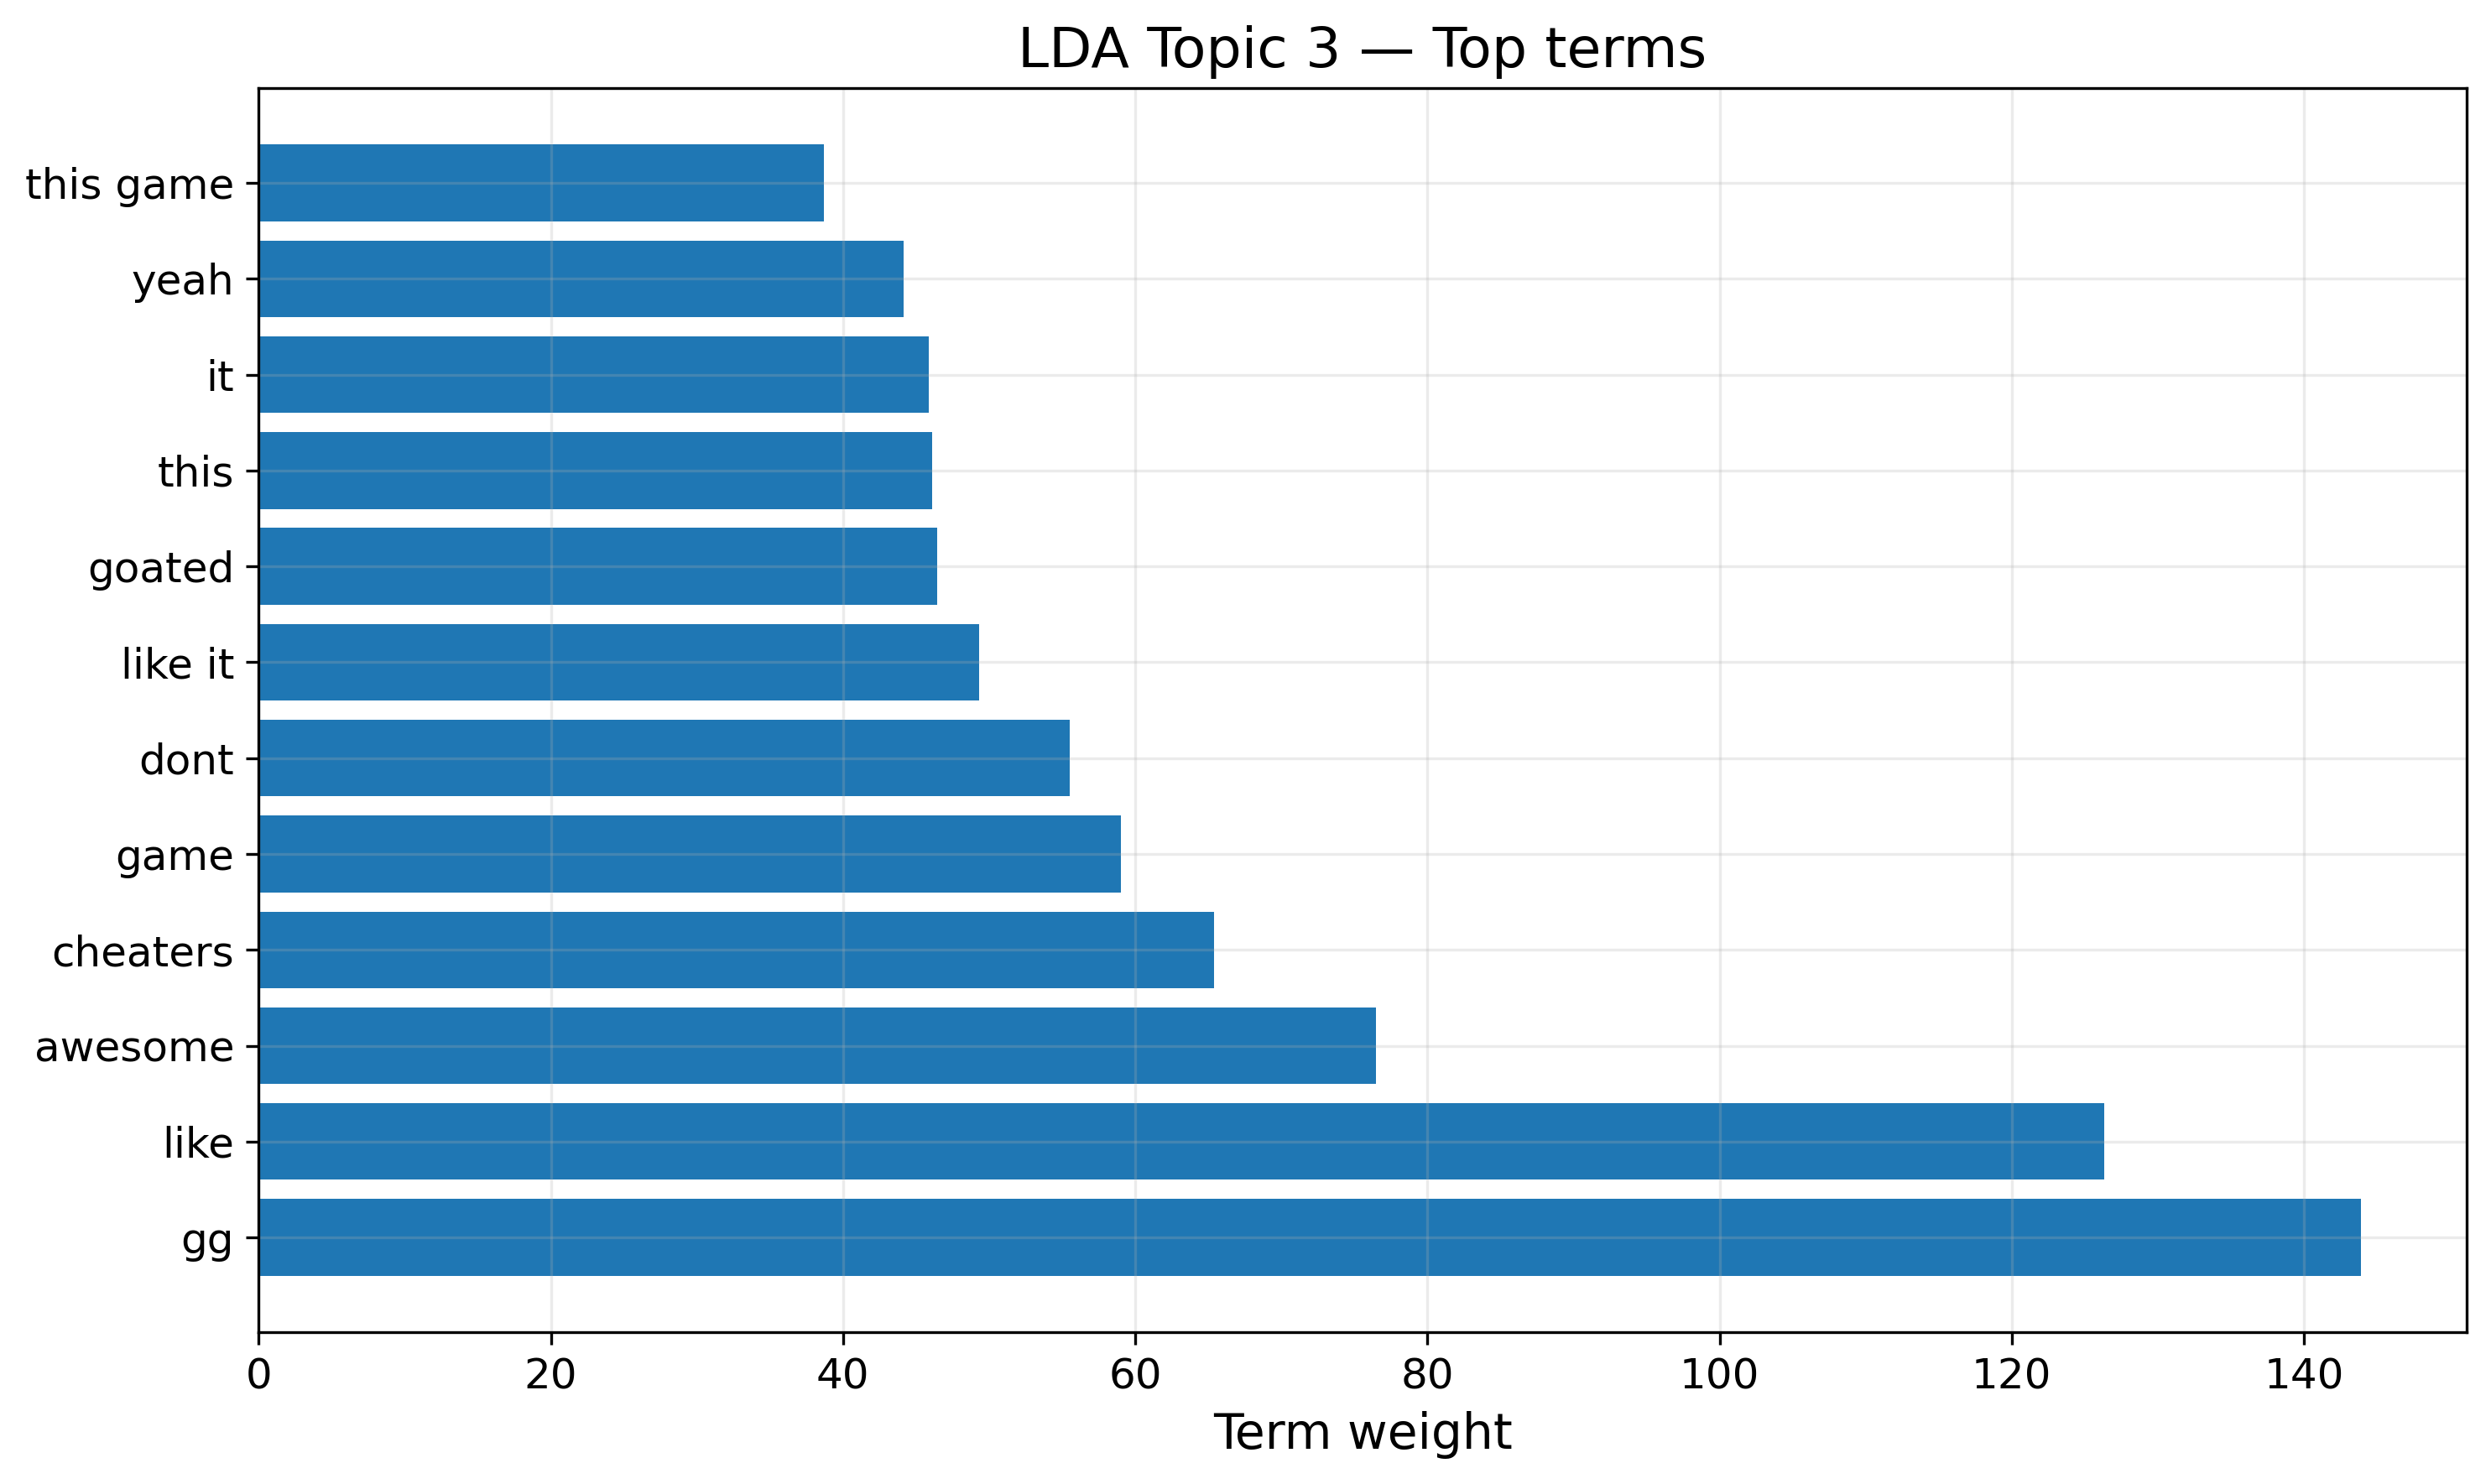 LDA Topic 3 — Top terms
this game
yeah
it
this
goated
like it
dont
game
cheaters
awesome
like
gg
0 20 40 60 80 100 120 140
Term weight